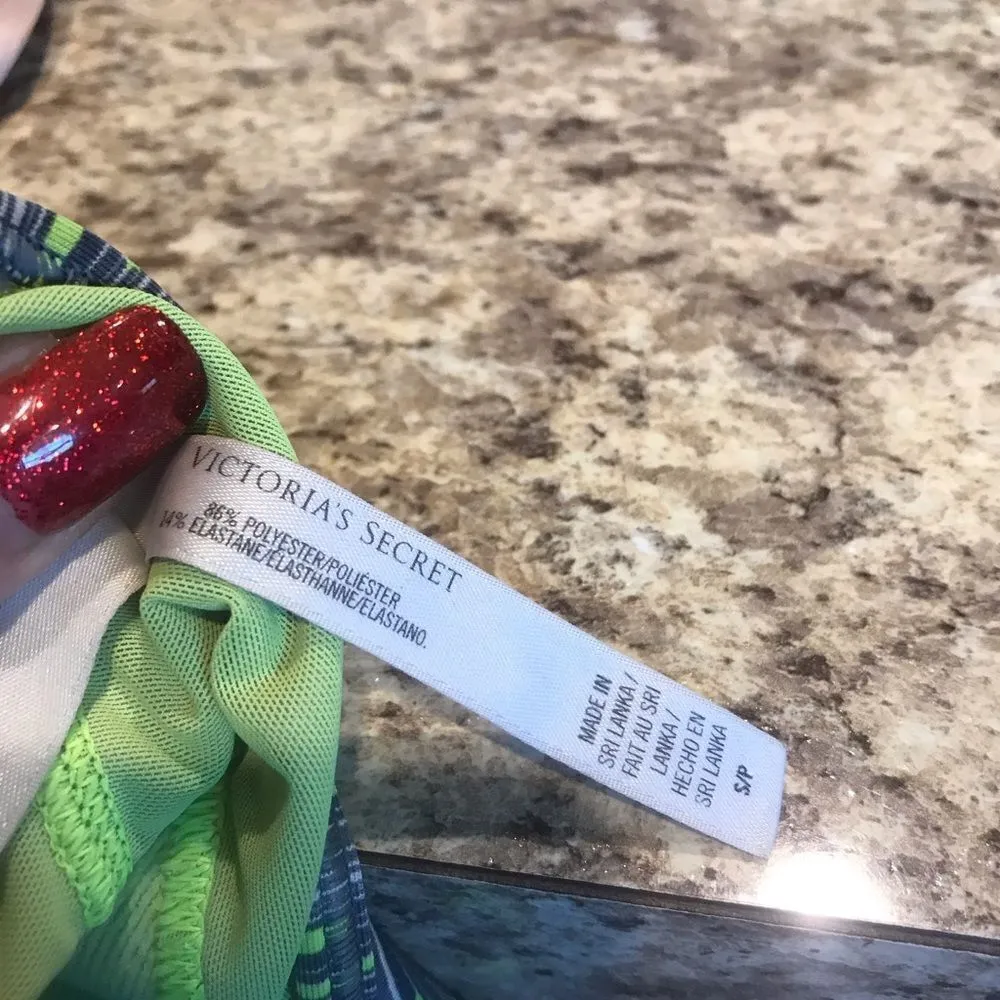 VICTORIA'S SECRET
86% POLYESTER/POLIÉSTER
14% ELASTANE/ÉLASTHANNE/ELASTANO.
MADE IN
SRI LANKA /
FAIT AU SRI
LANKA /
HECHO EN
SRI LANKA
S/P